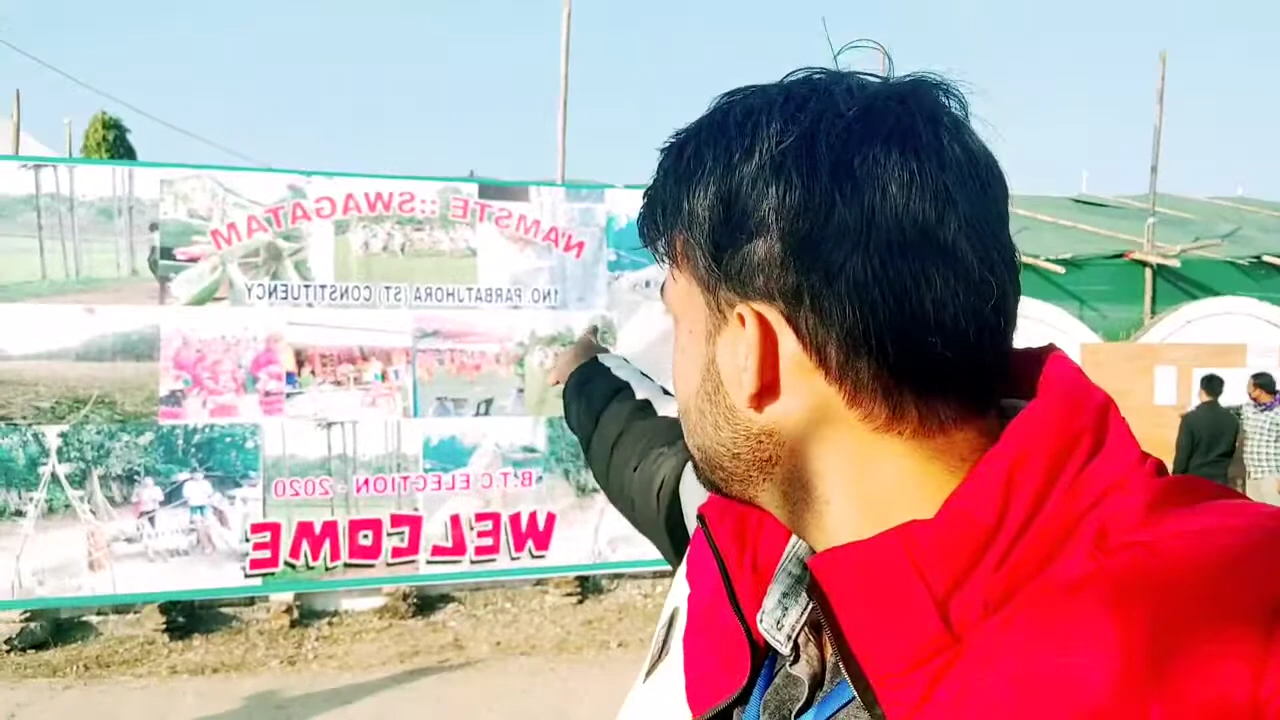 NAMSTE :: SWAGATAM
1NO. PARBATJHORA (ST) CONSTITUENCY
B.T.C ELECTION - 2020
WELCOME